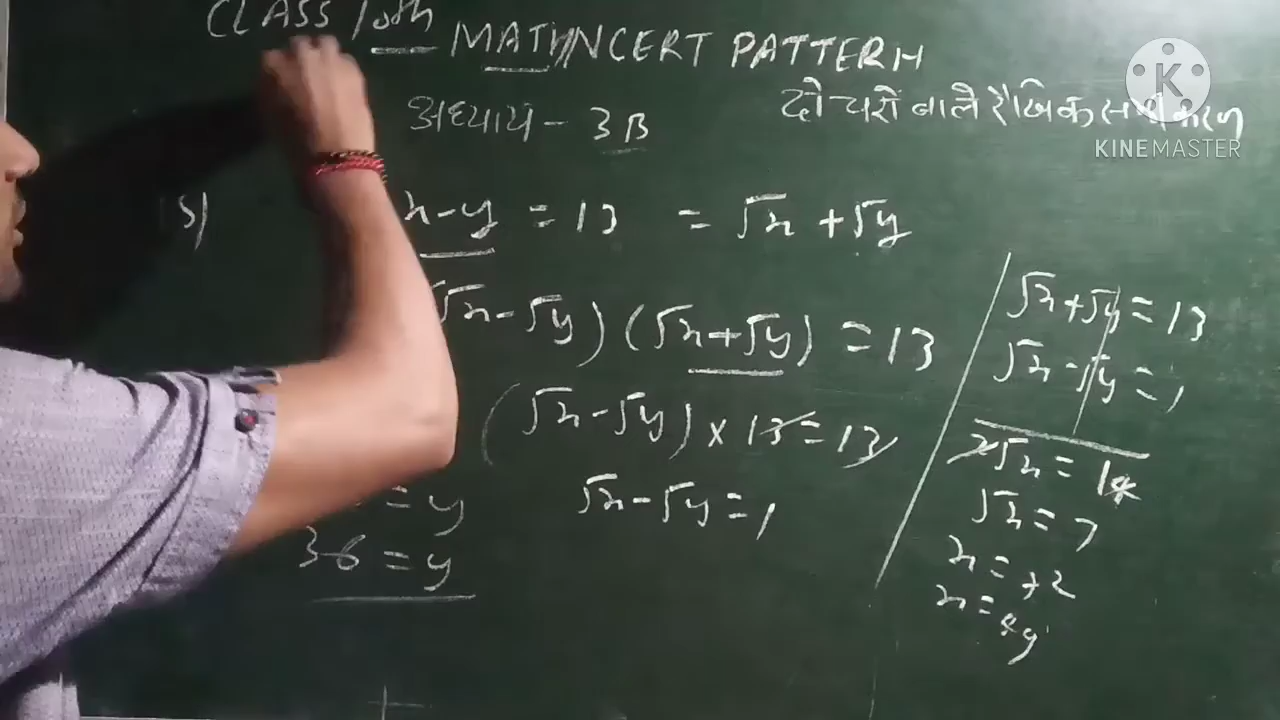 CLASS 10th MATH NCERT PATTERN
अध्याय - 3B
दो चरों वाले रैखिक समीकरण
K
KINEMASTER
5)
x-y = 13 = √x + √y
√x - √y) (√x + √y) = 13
(√x - √y) x 13 = 13
√x - √y = 1
= y
36 = y
√x + √y = 13
√x - √y = 1
2√x = 14
√x = 7
x = 72
x = 49